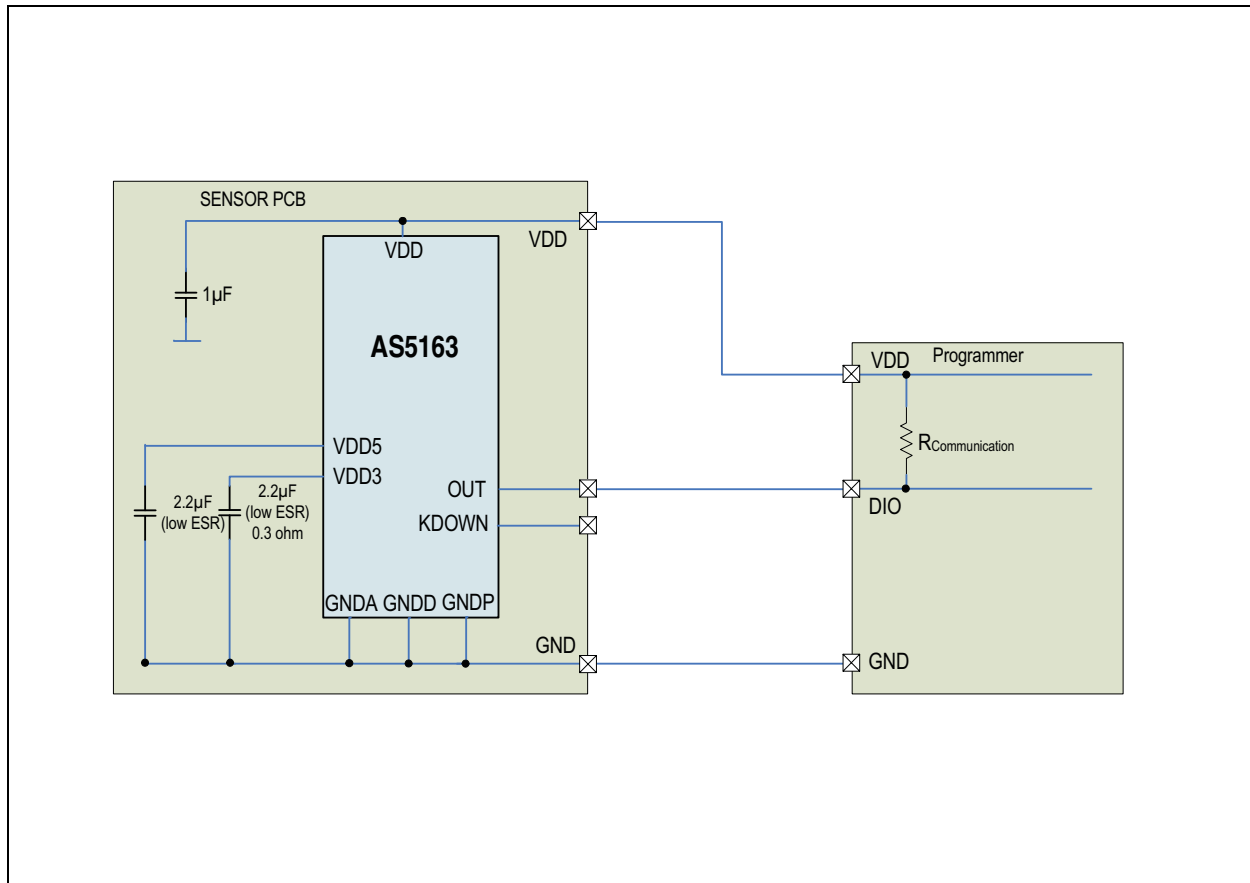 SENSOR PCB
VDD
VDD
1µF
AS5163
VDD
Programmer
RCommunication
VDD5
VDD3
2.2µF
(low ESR)
2.2µF
(low ESR)
0.3 ohm
OUT
DIO
KDOWN
GNDA GNDD GNDP
GND
GND